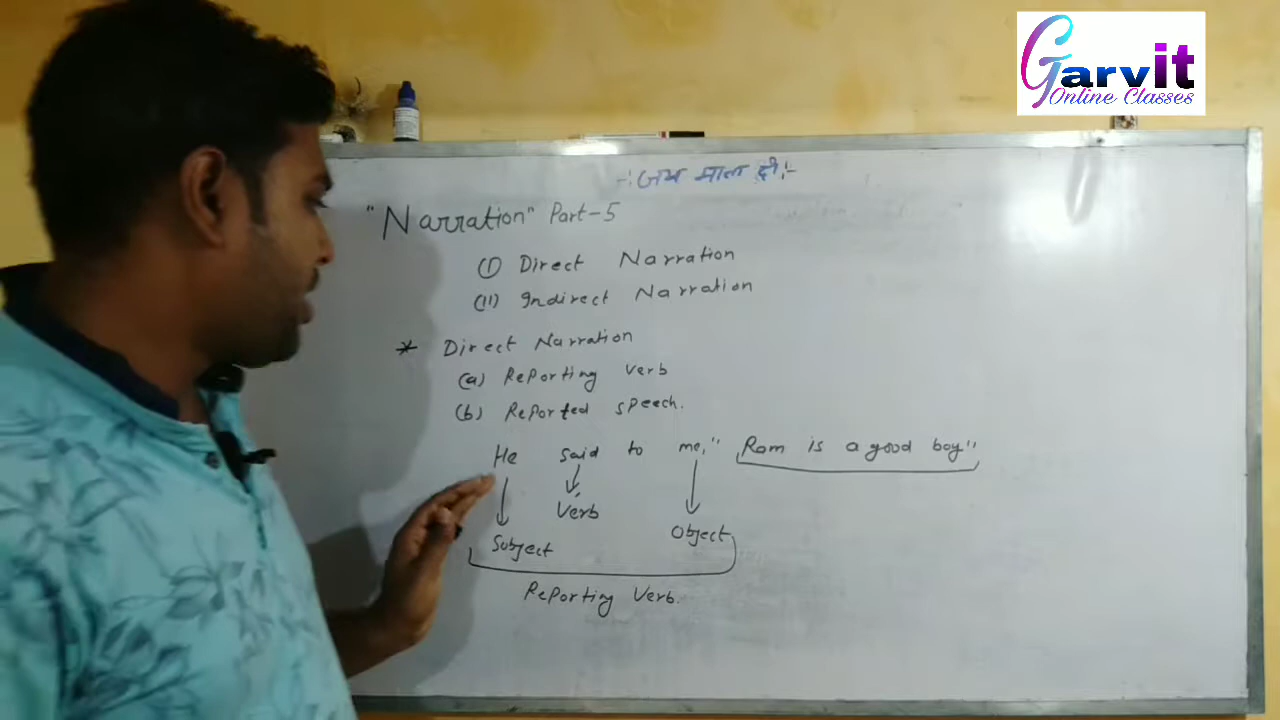 Garvit
Online Classes
-:जय माता दी:-
"Narration" Part-5
(I) Direct Narration
(II) Indirect Narration
* Direct Narration
(a) Reporting Verb
(b) Reported speech.
He said to me," Ram is a good boy"
Verb
Subject Object
Reporting Verb.